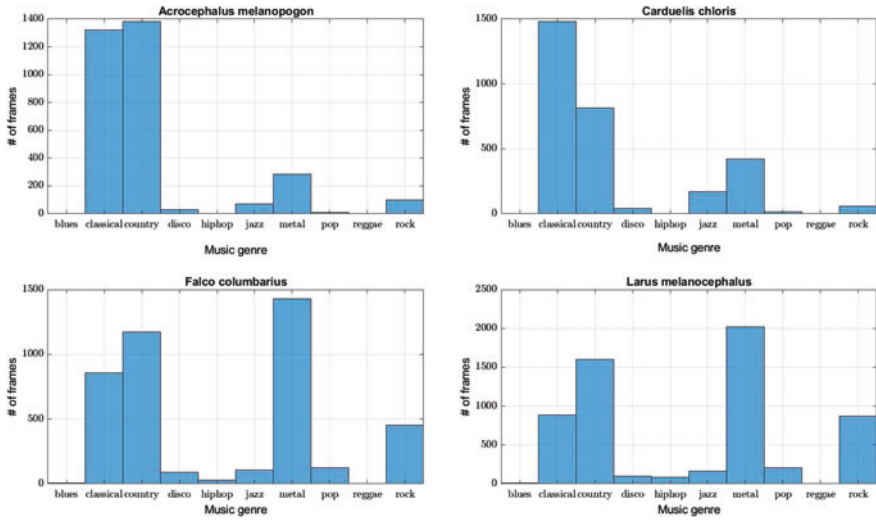 Acrocephalus melanopogon
1400
1200
1000
800
600
400
200
0
# of frames
blues classical country disco hiphop jazz metal pop reggae rock
Music genre
Carduelis chloris
1500
1000
500
0
# of frames
blues classical country disco hiphop jazz metal pop reggae rock
Music genre
Falco columbarius
1500
1000
500
0
# of frames
blues classical country disco hiphop jazz metal pop reggae rock
Music genre
Larus melanocephalus
2500
2000
1500
1000
500
0
# of frames
blues classical country disco hiphop jazz metal pop reggae rock
Music genre